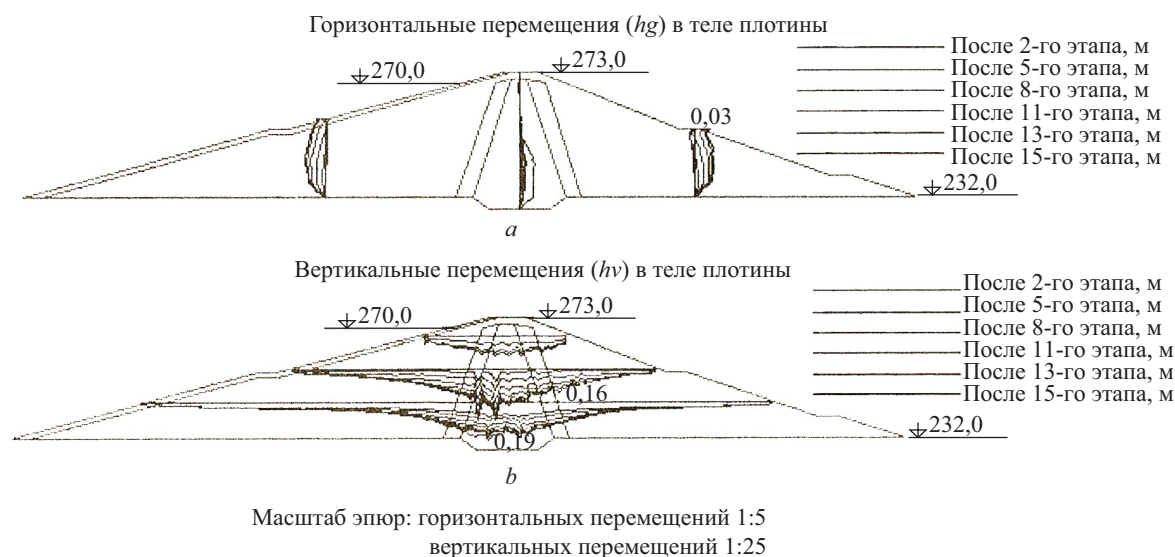 Горизонтальные перемещения (hg) в теле плотины
270,0
273,0
0,03
232,0
После 2-го этапа, м
После 5-го этапа, м
После 8-го этапа, м
После 11-го этапа, м
После 13-го этапа, м
После 15-го этапа, м
a
Вертикальные перемещения (hv) в теле плотины
270,0
273,0
0,16
0,19
232,0
После 2-го этапа, м
После 5-го этапа, м
После 8-го этапа, м
После 11-го этапа, м
После 13-го этапа, м
После 15-го этапа, м
b
Масштаб эпюр: горизонтальных перемещений 1:5
вертикальных перемещений 1:25